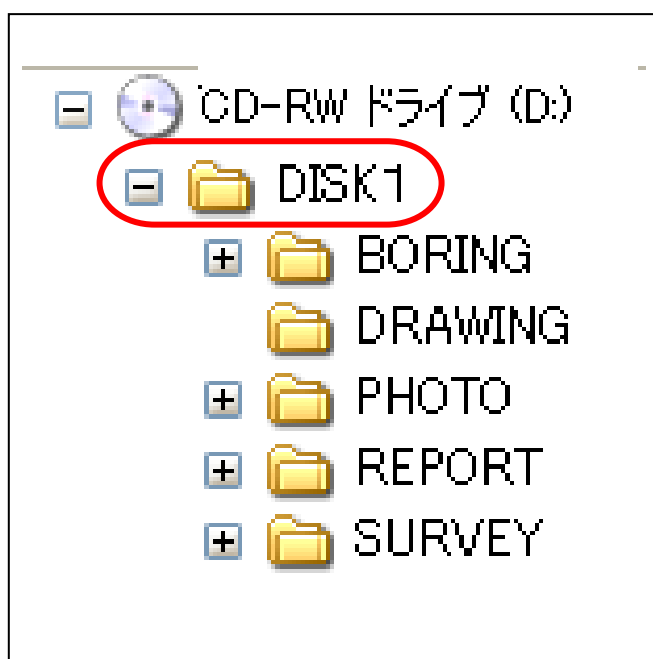 CD-RW ドライブ (D:)
DISK1
BORING
DRAWING
PHOTO
REPORT
SURVEY